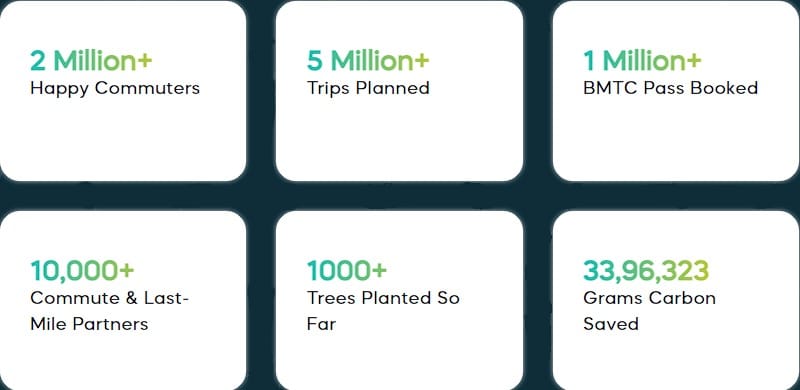 2 Million+
Happy Commuters
5 Million+
Trips Planned
1 Million+
BMTC Pass Booked
10,000+
Commute & Last-
Mile Partners
1000+
Trees Planted So
Far
33,96,323
Grams Carbon
Saved